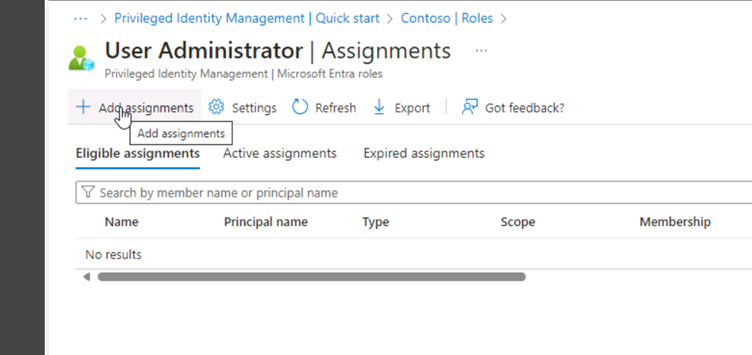 ··· > Privileged Identity Management | Quick start > Contoso | Roles >
User Administrator | Assignments ···
Privileged Identity Management | Microsoft Entra roles
Add assignments Settings Refresh Export Got feedback?
Add assignments
Eligible assignments Active assignments Expired assignments
Search by member name or principal name
Name Principal name Type Scope Membership
No results